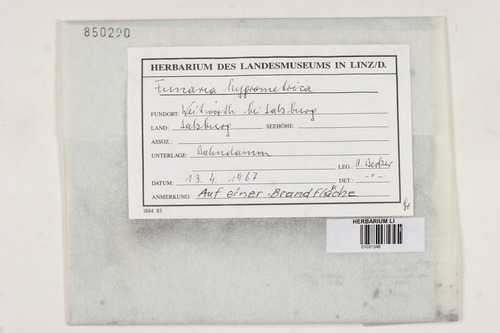 850290
HERBARIUM DES LANDESMUSEUMS IN LINZ/D.
Funaria hygrometrica
FUNDORT: Weitwörth bei Salzburg
LAND: Salzburg SEEHÖHE:
ASSOZ.:
UNTERLAGE: Bahndamm
LEG.: H. Becker
DATUM: 13.4.1967 DET.: -"-
ANMERKUNG: Auf einer Brandfläche
1884 83
HERBARIUM LI